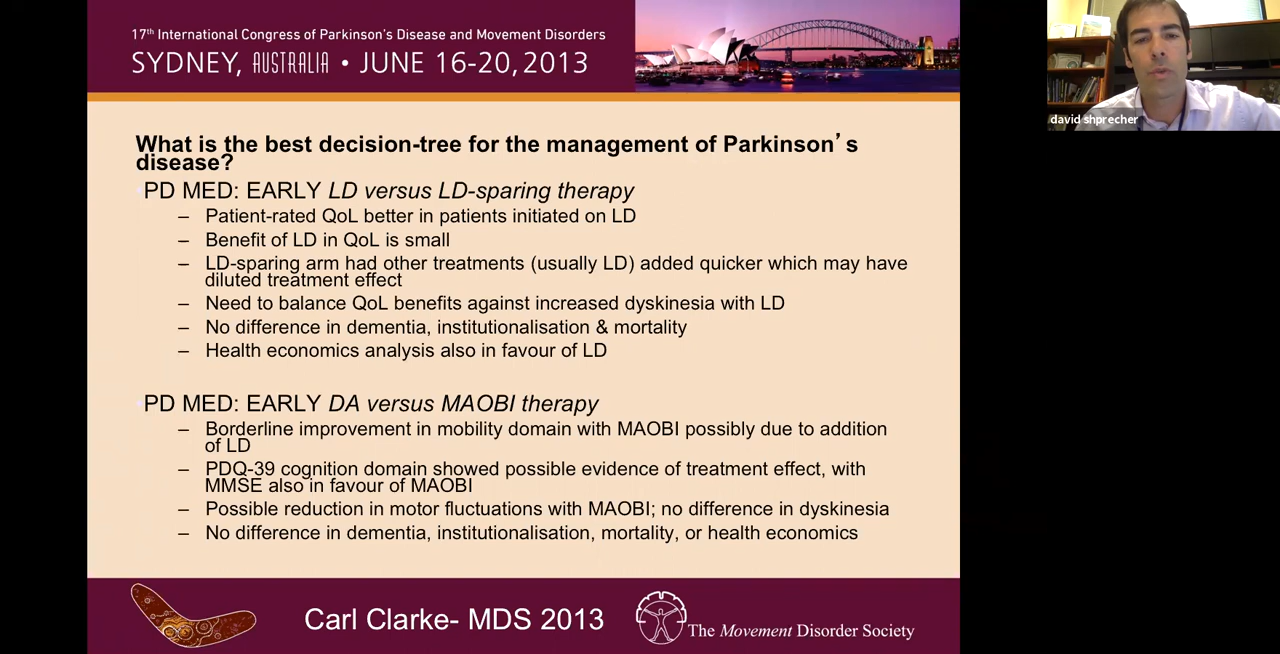 17th International Congress of Parkinson's Disease and Movement Disorders
SYDNEY, AUSTRALIA • JUNE 16-20, 2013
david shprecher
What is the best decision-tree for the management of Parkinson’s
disease?
PD MED: EARLY LD versus LD-sparing therapy
– Patient-rated QoL better in patients initiated on LD
– Benefit of LD in QoL is small
– LD-sparing arm had other treatments (usually LD) added quicker which may have
diluted treatment effect
– Need to balance QoL benefits against increased dyskinesia with LD
– No difference in dementia, institutionalisation & mortality
– Health economics analysis also in favour of LD
PD MED: EARLY DA versus MAOBI therapy
– Borderline improvement in mobility domain with MAOBI possibly due to addition
of LD
– PDQ-39 cognition domain showed possible evidence of treatment effect, with
MMSE also in favour of MAOBI
– Possible reduction in motor fluctuations with MAOBI; no difference in dyskinesia
– No difference in dementia, institutionalisation, mortality, or health economics
Carl Clarke- MDS 2013
The Movement Disorder Society